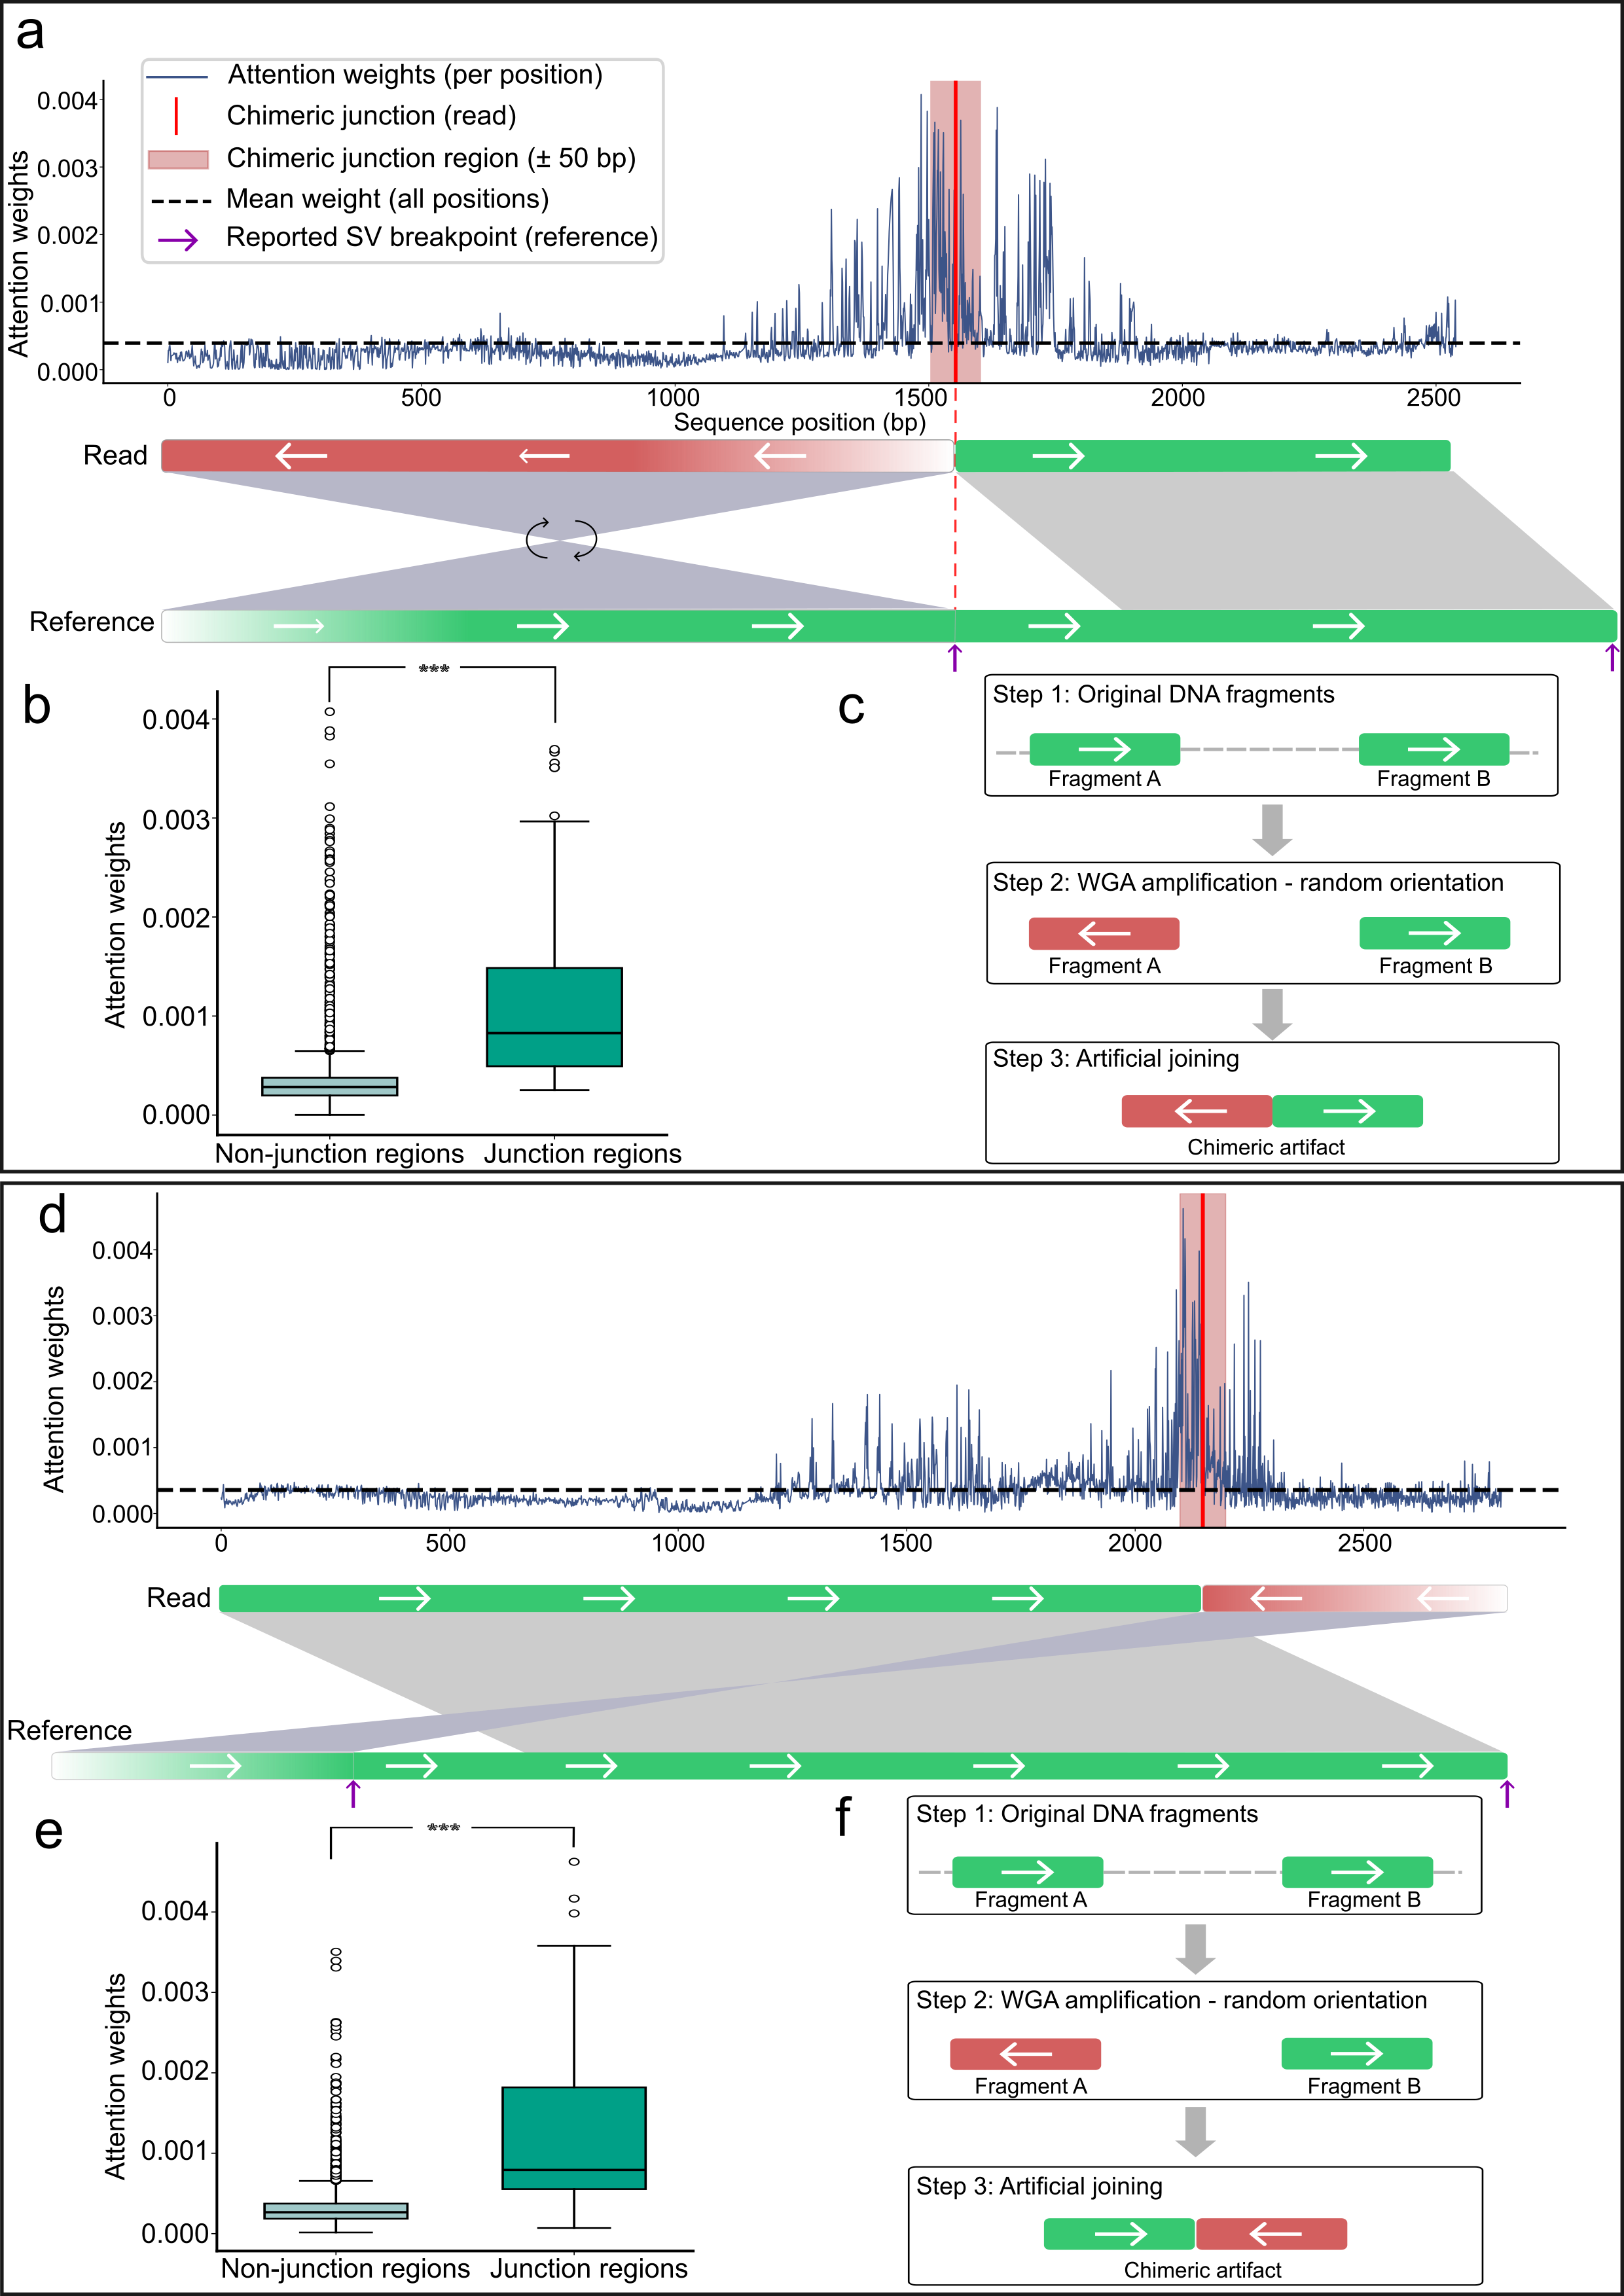 a
Attention weights (per position)
Chimeric junction (read)
Chimeric junction region (± 50 bp)
Mean weight (all positions)
Reported SV breakpoint (reference)
Attention weights
0.004
0.003
0.002
0.001
0.000
0
500
1000
1500
2000
2500
Sequence position (bp)
Read
Reference
b
***
Attention weights
0.004
0.003
0.002
0.001
0.000
Non-junction regions
Junction regions
c
Step 1: Original DNA fragments
Fragment A
Fragment B
Step 2: WGA amplification - random orientation
Fragment A
Fragment B
Step 3: Artificial joining
Chimeric artifact
d
Attention weights
0.004
0.003
0.002
0.001
0.000
0
500
1000
1500
2000
2500
Read
Reference
e
***
Attention weights
0.004
0.003
0.002
0.001
0.000
Non-junction regions
Junction regions
f
Step 1: Original DNA fragments
Fragment A
Fragment B
Step 2: WGA amplification - random orientation
Fragment A
Fragment B
Step 3: Artificial joining
Chimeric artifact